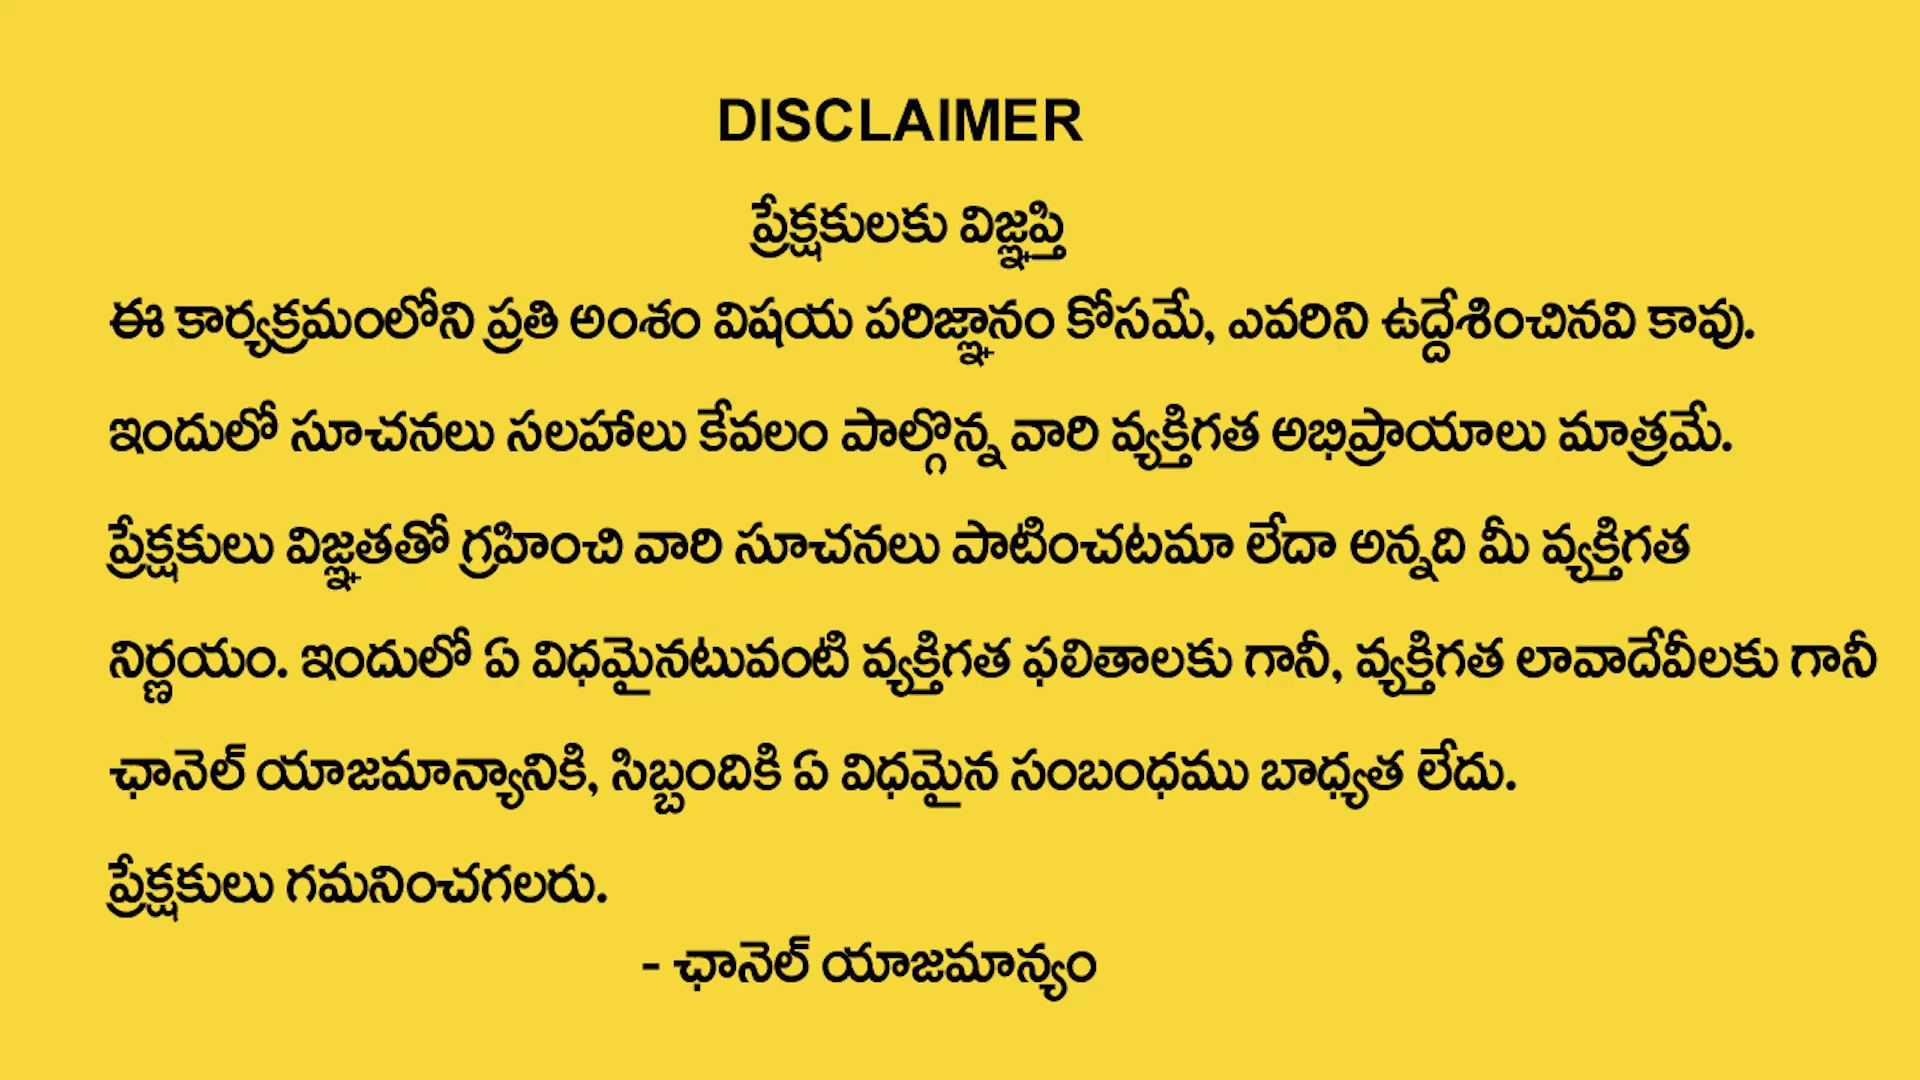 DISCLAIMER
ప్రేక్షకులకు విజ్ఞప్తి
ఈ కార్యక్రమంలోని ప్రతి అంశం విషయ పరిజ్ఞానం కోసమే, ఎవరిని ఉద్దేశించినవి కావు.
ఇందులో సూచనలు సలహాలు కేవలం పాల్గొన్న వారి వ్యక్తిగత అభిప్రాయాలు మాత్రమే.
ప్రేక్షకులు విజ్ఞతతో గ్రహించి వారి సూచనలు పాటించటమా లేదా అన్నది మీ వ్యక్తిగత
నిర్ణయం. ఇందులో ఏ విధమైనటువంటి వ్యక్తిగత ఫలితాలకు గానీ, వ్యక్తిగత లావాదేవీలకు గానీ
ఛానెల్ యాజమాన్యానికి, సిబ్బందికి ఏ విధమైన సంబంధము బాధ్యత లేదు.
ప్రేక్షకులు గమనించగలరు.
- ఛానెల్ యాజమాన్యం